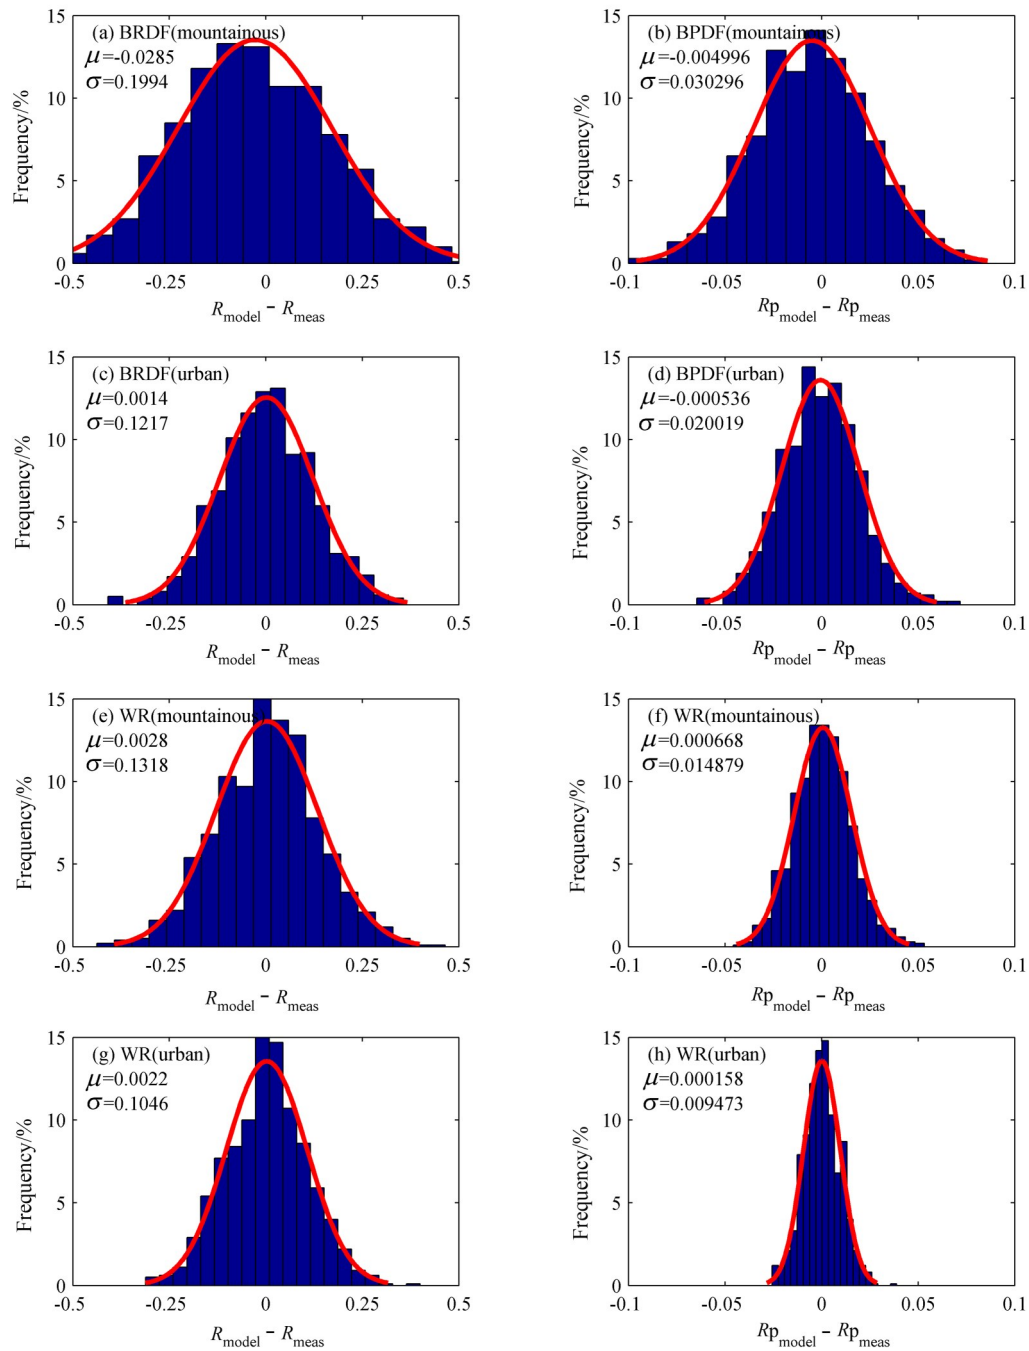 (a) BRDF(mountainous)
μ=-0.0285
σ=0.1994
Frequency/%
15
10
5
0
-0.5 -0.25 0 0.25 0.5
Rmodel − Rmeas
(b) BPDF(mountainous)
μ=-0.004996
σ=0.030296
Frequency/%
15
10
5
0
-0.1 -0.05 0 0.05 0.1
Rpmodel − Rpmeas
(c) BRDF(urban)
μ=0.0014
σ=0.1217
Frequency/%
15
10
5
0
-0.5 -0.25 0 0.25 0.5
Rmodel − Rmeas
(d) BPDF(urban)
μ=-0.000536
σ=0.020019
Frequency/%
15
10
5
0
-0.1 -0.05 0 0.05 0.1
Rpmodel − Rpmeas
(e) WR(mountainous)
μ=0.0028
σ=0.1318
Frequency/%
15
10
5
0
-0.5 -0.25 0 0.25 0.5
Rmodel − Rmeas
(f) WR(mountainous)
μ=0.000668
σ=0.014879
Frequency/%
15
10
5
0
-0.1 -0.05 0 0.05 0.1
Rpmodel − Rpmeas
(g) WR(urban)
μ=0.0022
σ=0.1046
Frequency/%
15
10
5
0
-0.5 -0.25 0 0.25 0.5
Rmodel − Rmeas
(h) WR(urban)
μ=0.000158
σ=0.009473
Frequency/%
15
10
5
0
-0.1 -0.05 0 0.05 0.1
Rpmodel − Rpmeas